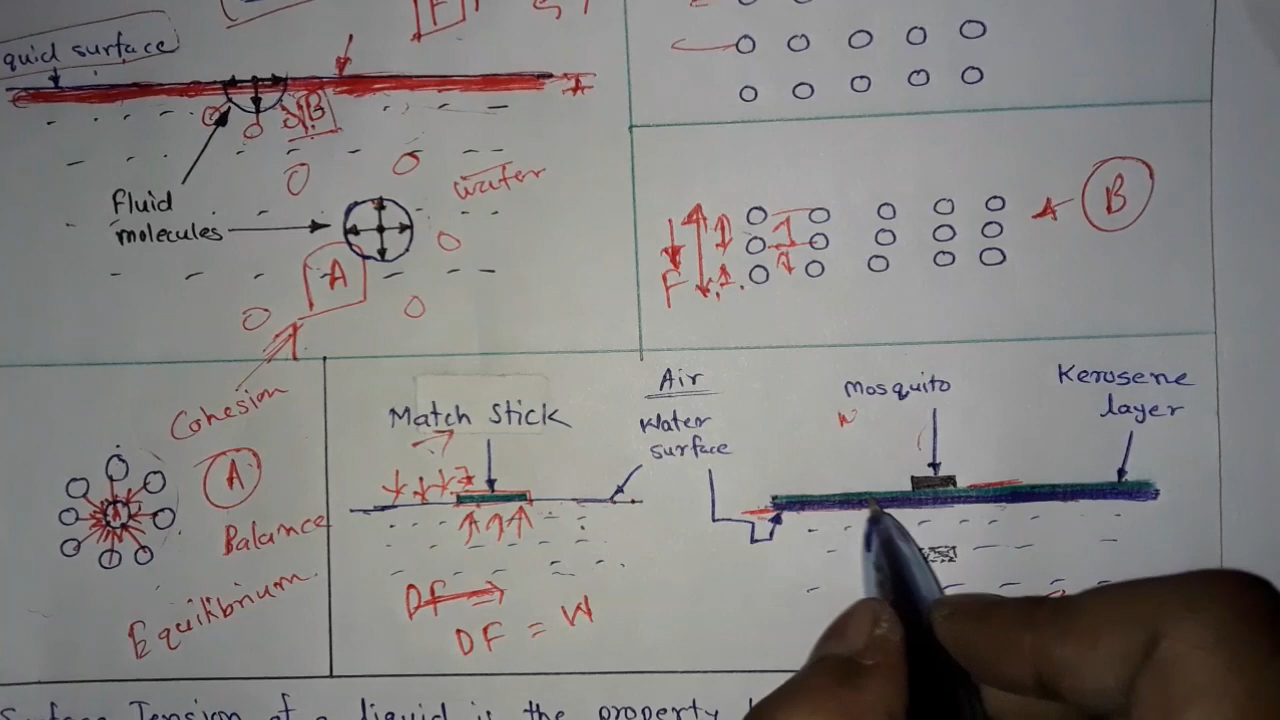 quid surface
F
B
Fluid
molecules
water
A
B
F
Cohesion
A
Balance
Equilibrium.
Match Stick
DF
DF = W
Air
Water
surface
Mosquito
W
Kerosene
layer
Surface Tension of a liquid is the property